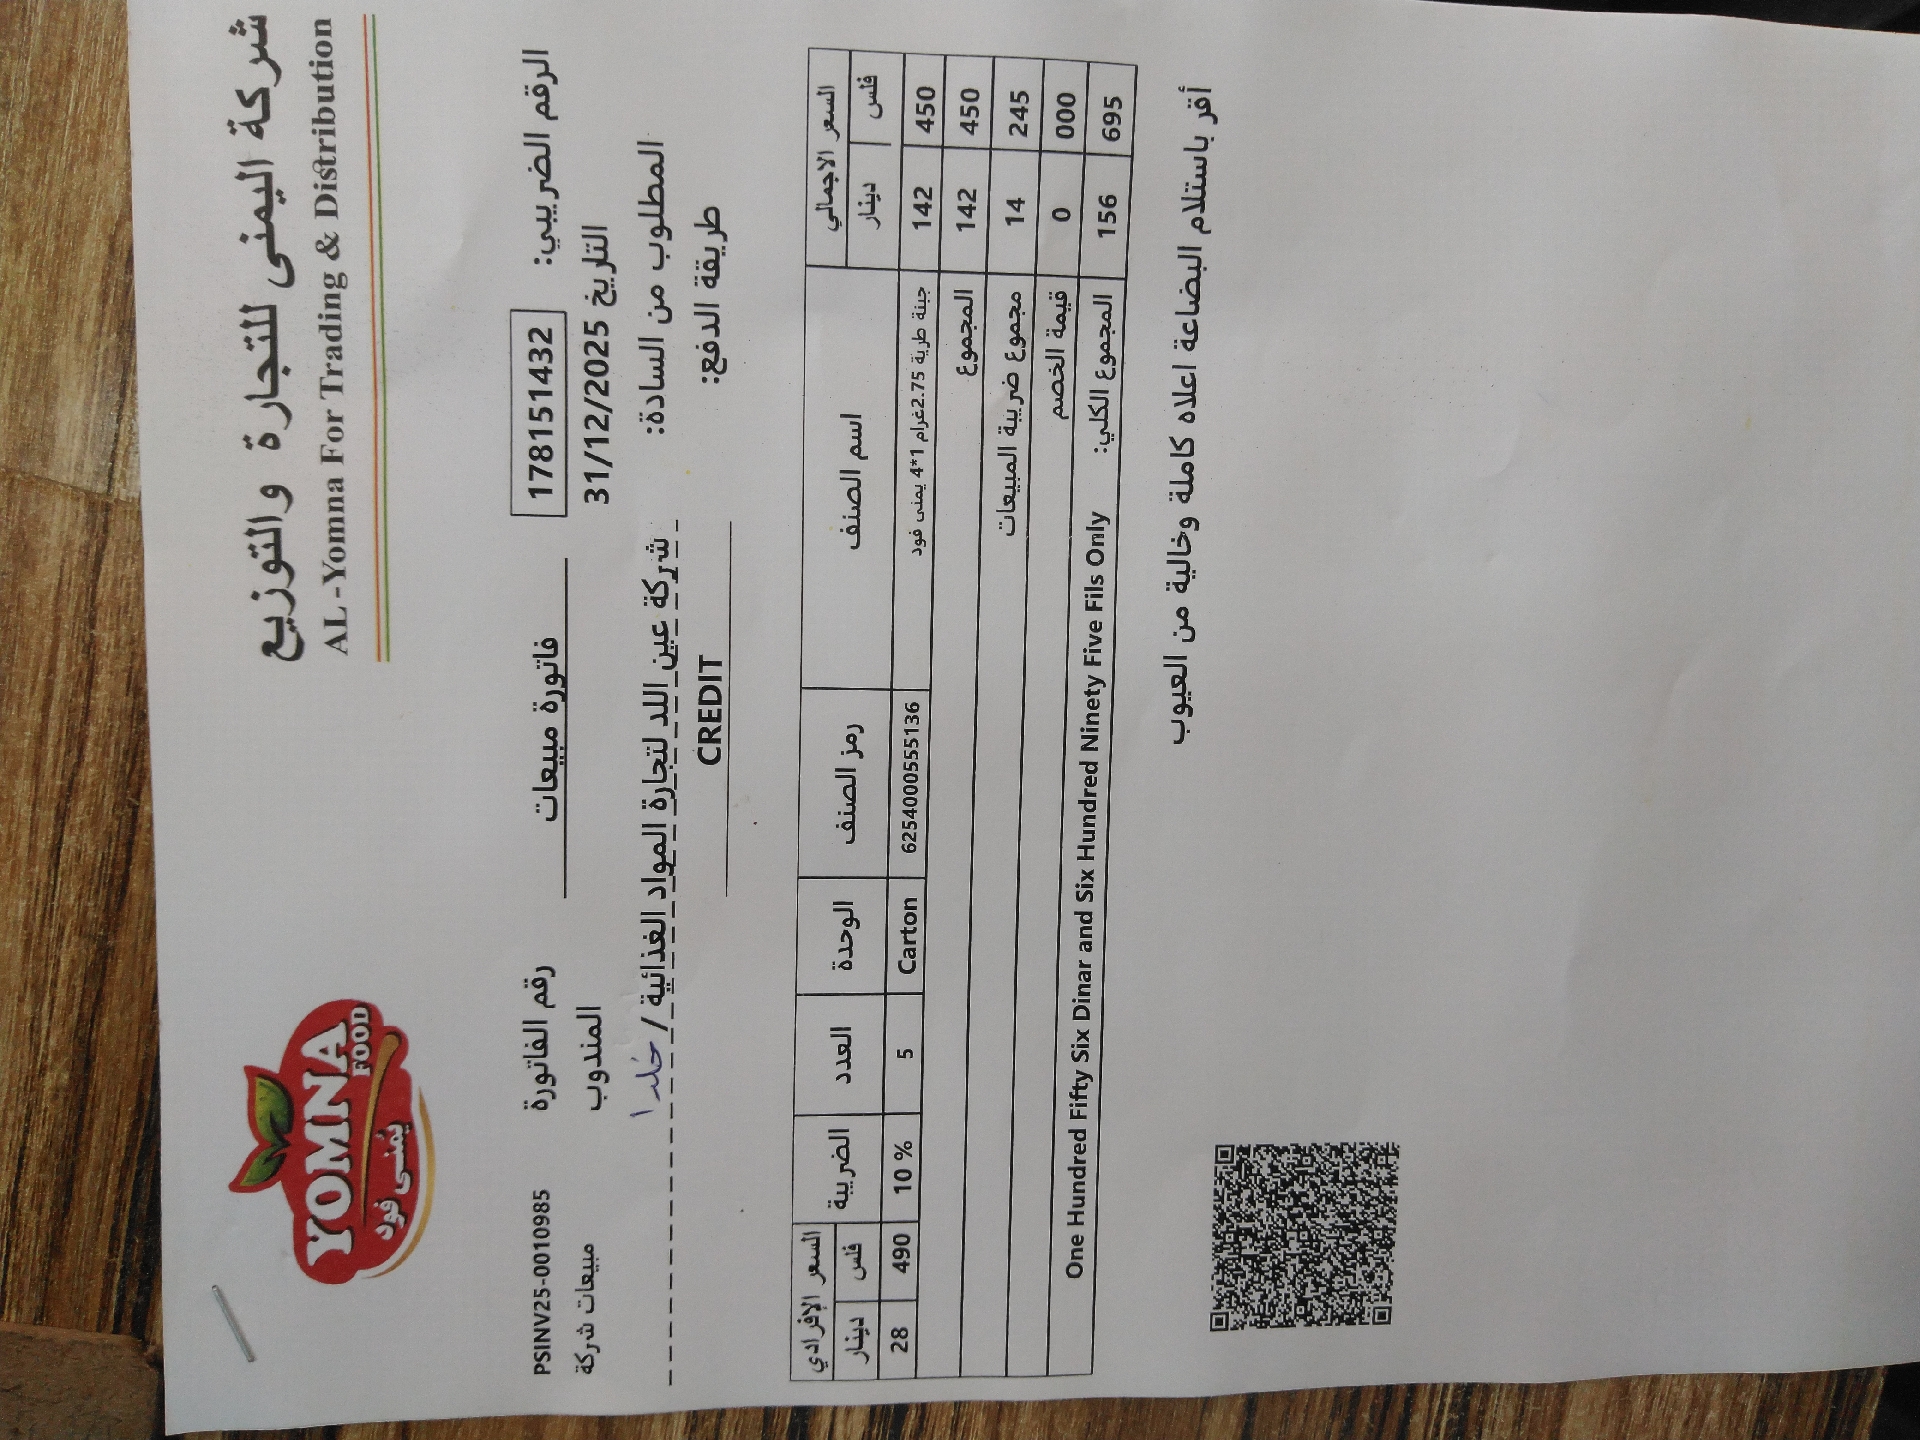 شركة اليمنى للتجارة والتوزيع
AL-Yomna For Trading & Distribution
YOMNA
FOOD
يمنى فود
الرقم الضريبي: 178151432 فاتورة مبيعات رقم الفاتورة PSINV25-0010985
التاريخ 31/12/2025 المندوب مبيعات شركة
المطلوب من السادة: شركة عين اللد لتجارة المواد الغذائية / خلدا
طريقة الدفع: CREDIT
السعر الاجمالي اسم الصنف رمز الصنف الوحدة العدد الضريبة السعر الإفرادي
فلس دينار فلس دينار
450 142 جبنة طرية 2.75غرام 1*4 يمنى فود 6254000555136 Carton 5 10 % 490 28
450 142 المجموع
245 14 مجموع ضريبة المبيعات
000 0 قيمة الخصم
695 156 المجموع الكلي: One Hundred Fifty Six Dinar and Six Hundred Ninety Five Fils Only
أقر باستلام البضاعة اعلاه كاملة وخالية من العيوب